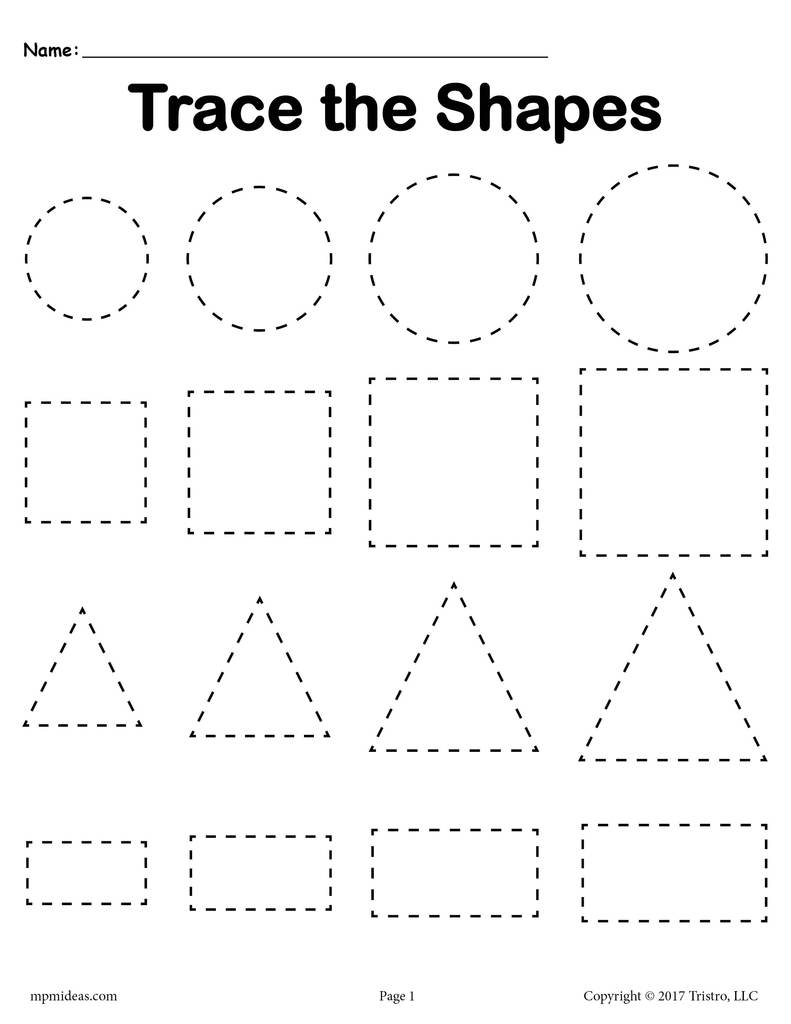 Name:
Trace the Shapes
mpmideas.com Page 1 Copyright © 2017 Tristro, LLC